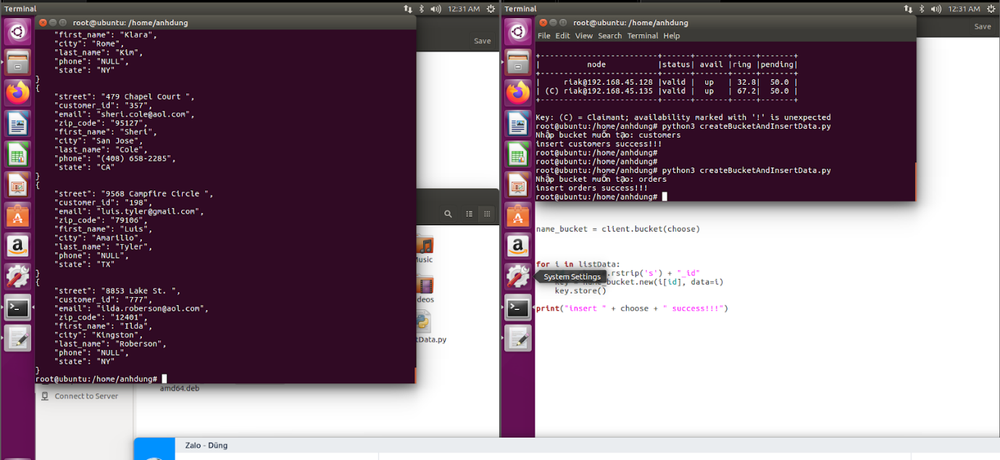 Terminal
12:31 AM
root@ubuntu: /home/anhdung
Save
"first_name": "Klara",
"city": "Rome",
"last_name": "Kim",
"phone": "NULL",
"state": "NY"
}
{
"street": "479 Chapel Court ",
"customer_id": "357",
"email": "sheri.cole@aol.com",
"zip_code": "95127",
"first_name": "Sheri",
"city": "San Jose",
"last_name": "Cole",
"phone": "(408) 658-2285",
"state": "CA"
}
{
"street": "9568 Campfire Circle ",
"customer_id": "198",
"email": "luis.tyler@gmail.com",
"zip_code": "79106",
"first_name": "Luis",
"city": "Amarillo",
"last_name": "Tyler",
"phone": "NULL",
"state": "TX"
}
{
"street": "8853 Lake St. ",
"customer_id": "777",
"email": "ilda.roberson@aol.com",
"zip_code": "12401",
"first_name": "Ilda",
"city": "Kingston",
"last_name": "Roberson",
"phone": "NULL",
"state": "NY"
}
root@ubuntu:/home/anhdung#
Connect to Server
amd64.deb
tData.py
Zalo - Dũng
Terminal
12:31 AM
root@ubuntu: /home/anhdung
File Edit View Search Terminal Help
Save
+-------------------------+------+-------+-----+-------+
| node |status| avail |ring |pending|
+-------------------------+------+-------+-----+-------+
| riak@192.168.45.128 |valid | up | 32.8| 50.0 |
| (C) riak@192.168.45.135 |valid | up | 67.2| 50.0 |
+-------------------------+------+-------+-----+-------+
Key: (C) = Claimant; availability marked with '!' is unexpected
root@ubuntu:/home/anhdung# python3 createBucketAndInsertData.py
Nhập bucket muốn tạo: customers
insert customers success!!!
root@ubuntu:/home/anhdung#
root@ubuntu:/home/anhdung#
root@ubuntu:/home/anhdung# python3 createBucketAndInsertData.py
Nhập bucket muốn tạo: orders
insert orders success!!!
root@ubuntu:/home/anhdung#
name_bucket = client.bucket(choose)
for i in listData:
.rstrip('s') + "_id"
System Settings
_bucket.new(i[id], data=i)
key.store()
print("insert " + choose + " success!!!")